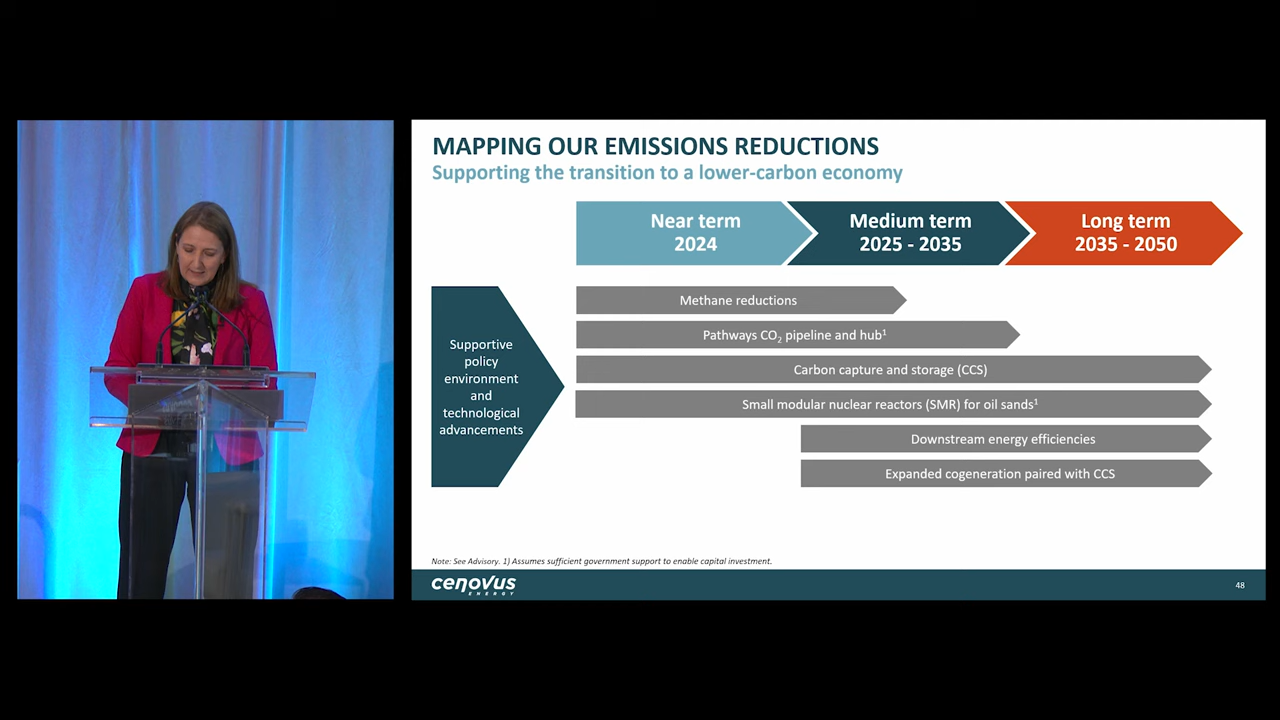 MAPPING OUR EMISSIONS REDUCTIONS
Supporting the transition to a lower-carbon economy
Near term
2024
Medium term
2025 - 2035
Long term
2035 - 2050
Supportive
policy
environment
and
technological
advancements
Methane reductions
Pathways CO₂ pipeline and hub¹
Carbon capture and storage (CCS)
Small modular nuclear reactors (SMR) for oil sands¹
Downstream energy efficiencies
Expanded cogeneration paired with CCS
Note: See Advisory. 1) Assumes sufficient government support to enable capital investment.
cenovus
ENERGY
48